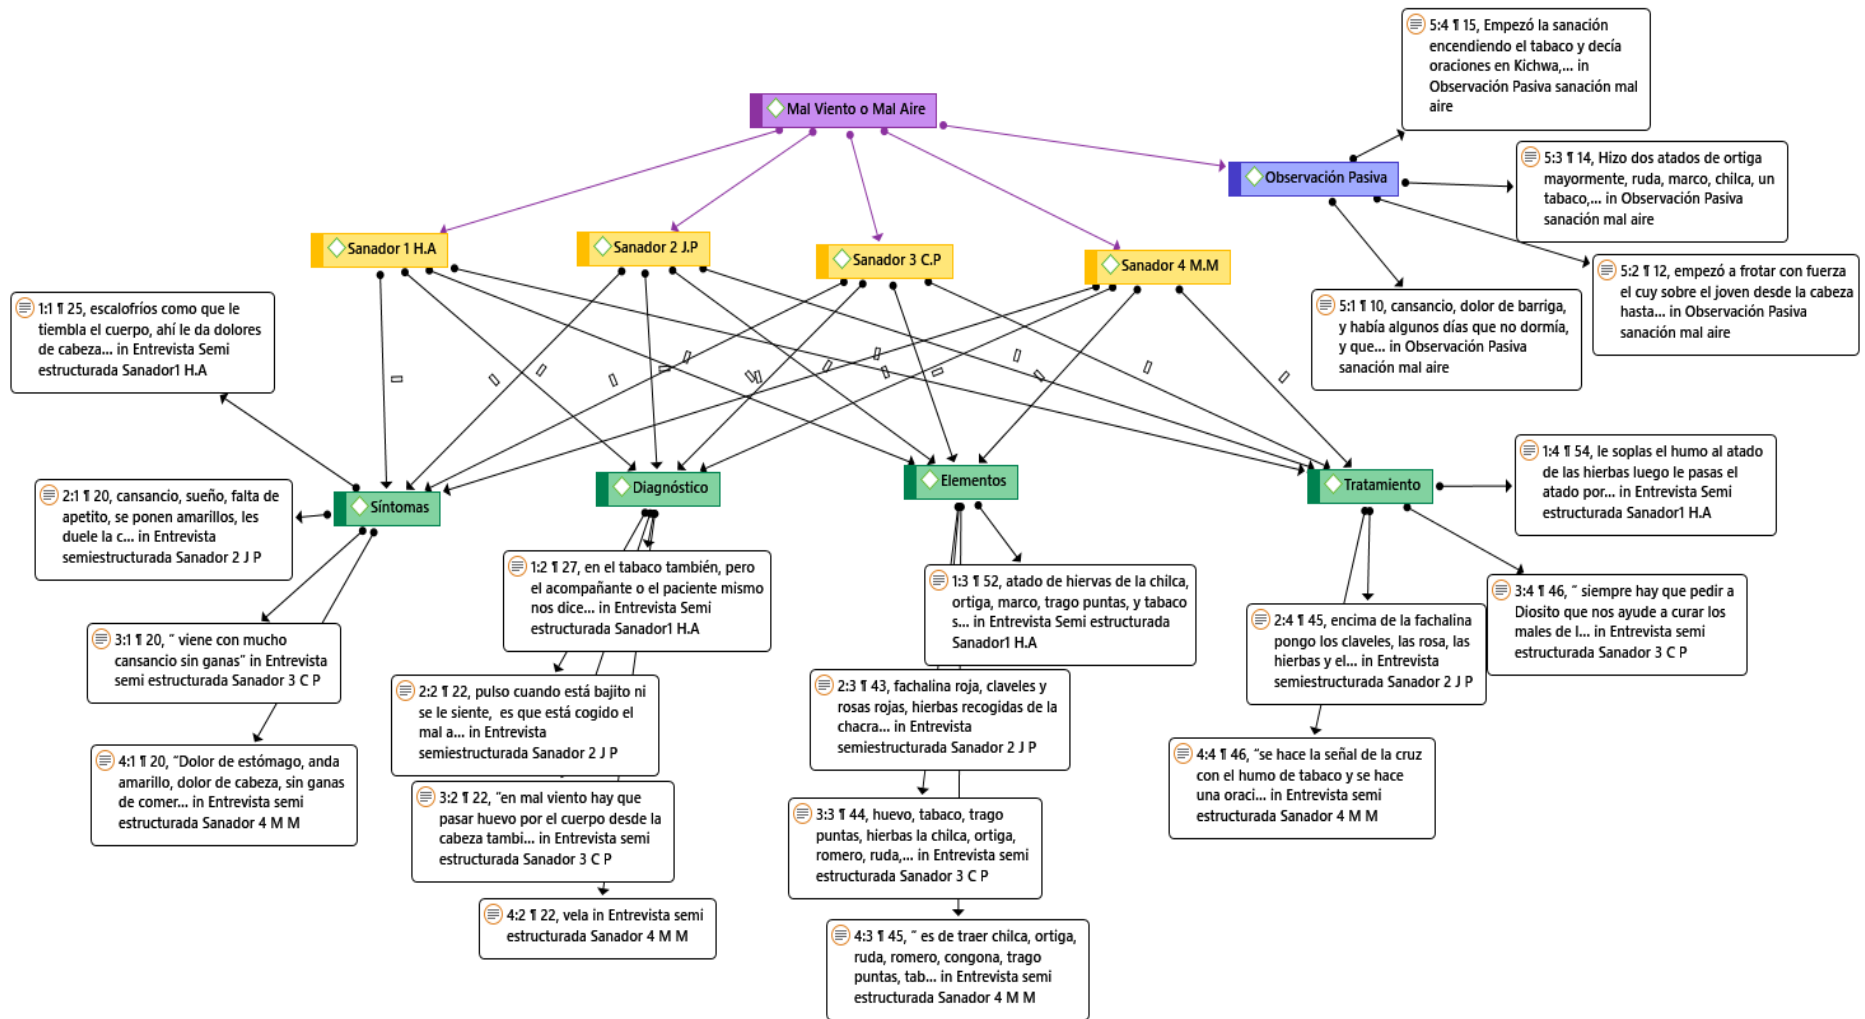 5:4 ¶ 15, Empezó la sanación
encendiendo el tabaco y decía
oraciones en Kichwa,... in
Observación Pasiva sanación mal
aire
Mal Viento o Mal Aire
5:3 ¶ 14, Hizo dos atados de ortiga
mayormente, ruda, marco, chilca, un
tabaco,... in Observación Pasiva
sanación mal aire
Observación Pasiva
Sanador 1 H.A
Sanador 2 J.P
Sanador 3 C.P
Sanador 4 M.M
5:2 ¶ 12, empezó a frotar con fuerza
el cuy sobre el joven desde la cabeza
hasta... in Observación Pasiva
sanación mal aire
5:1 ¶ 10, cansancio, dolor de barriga,
y había algunos días que no dormía,
y que... in Observación Pasiva
sanación mal aire
1:1 ¶ 25, escalofríos como que le
tiembla el cuerpo, ahí le da dolores
de cabeza... in Entrevista Semi
estructurada Sanador1 H.A
Síntomas
Diagnóstico
Elementos
Tratamiento
1:4 ¶ 54, le soplas el humo al atado
de las hierbas luego le pasas el
atado por... in Entrevista Semi
estructurada Sanador1 H.A
2:1 ¶ 20, cansancio, sueño, falta de
apetito, se ponen amarillos, les
duele la c... in Entrevista
semiestructurada Sanador 2 J P
1:2 ¶ 27, en el tabaco también, pero
el acompañante o el paciente mismo
nos dice... in Entrevista Semi
estructurada Sanador1 H.A
1:3 ¶ 52, atado de hiervas de la chilca,
ortiga, marco, trago puntas, y tabaco
s... in Entrevista Semi estructurada
Sanador1 H.A
3:4 ¶ 46, “ siempre hay que pedir a
Diosito que nos ayude a curar los
males de l... in Entrevista semi
estructurada Sanador 3 C P
2:4 ¶ 45, encima de la fachalina
pongo los claveles, las rosa, las
hierbas y el... in Entrevista
semiestructurada Sanador 2 J P
3:1 ¶ 20, “ viene con mucho
cansancio sin ganas” in Entrevista
semi estructurada Sanador 3 C P
2:2 ¶ 22, pulso cuando está bajito ni
se le siente, es que está cogido el
mal a... in Entrevista
semiestructurada Sanador 2 J P
2:3 ¶ 43, fachalina roja, claveles y
rosas rojas, hierbas recogidas de la
chacra... in Entrevista
semiestructurada Sanador 2 J P
4:1 ¶ 20, “Dolor de estómago, anda
amarillo, dolor de cabeza, sin ganas
de comer... in Entrevista semi
estructurada Sanador 4 M M
4:4 ¶ 46, “se hace la señal de la cruz
con el humo de tabaco y se hace
una oraci... in Entrevista semi
estructurada Sanador 4 M M
3:2 ¶ 22, “en mal viento hay que
pasar huevo por el cuerpo desde la
cabeza tambi... in Entrevista semi
estructurada Sanador 3 C P
3:3 ¶ 44, huevo, tabaco, trago
puntas, hierbas la chilca, ortiga,
romero, ruda,... in Entrevista semi
estructurada Sanador 3 C P
4:2 ¶ 22, vela in Entrevista semi
estructurada Sanador 4 M M
4:3 ¶ 45, “ es de traer chilca, ortiga,
ruda, romero, congona, trago
puntas, tab... in Entrevista semi
estructurada Sanador 4 M M